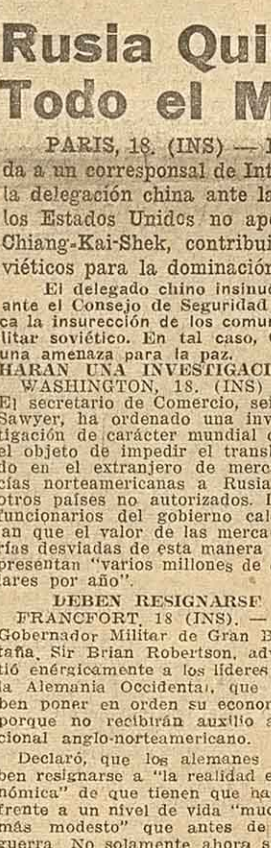 Rusia Qui
Todo el M
PARIS, 18. (INS) —
da a un corresponsal de Int
la delegación china ante la
los Estados Unidos no apo
Chiang-Kai-Shek, contribui
viéticos para la dominación
El delegado chino insinu
ante el Consejo de Seguridad
ca la insurección de los comu
litar soviético. En tal caso,
una amenaza para la paz.
HARAN UNA INVESTIGACI
WASHINGTON, 18. (INS)
El secretario de Comercio, se
Sawyer, ha ordenado una inv
tigación de carácter mundial
el objeto de impedir el transb
do en el extranjero de merc
cías norteamericanas a Rusia
otros países no autorizados.
funcionarios del gobierno cal
an que el valor de las merca
rías desviadas de esta manera
presentan "varios millones de
lares por año".
DEBEN RESIGNARSE
FRANCFORT, 18 (INS). —
Gobernador Militar de Gran B
taña, Sir Brian Robertson, adv
tió enérgicamente a los líderes
la Alemania Occidental, que
ben poner en orden su econom
porque no recibirán auxilio a
cional anglo-norteamericano.
Declaró, que los alemanes
ben resignarse a "la realidad e
nómica" de que tienen que ha
frente a un nivel de vida "muc
más modesto" que antes de
guerra. No solamente ahora s